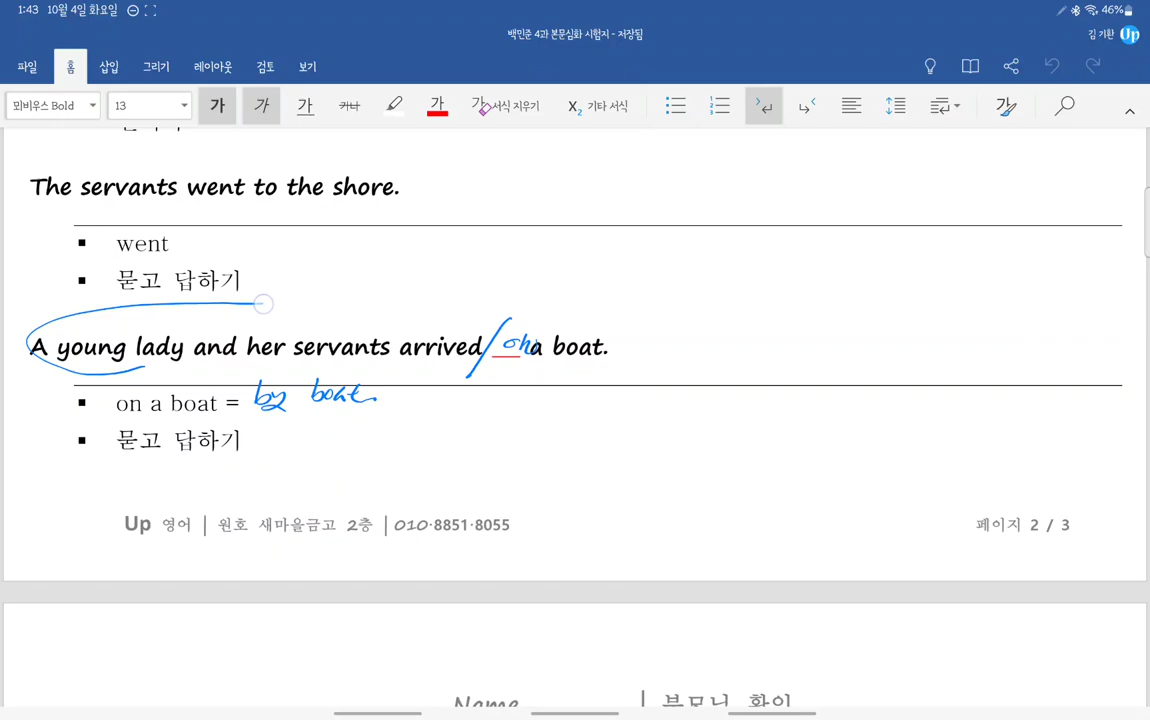 1:43 10월 4일 화요일 46%
백민준 4과 본문심화 시험지 - 저장됨
김 기환 Up
파일 홈 삽입 그리기 레이아웃 검토 보기
뫼비우스 Bold 13 가 가 가 가나 가 서식 지우기 X₂ 기타 서식
The servants went to the shore.
▪ went
▪ 묻고 답하기
A young lady and her servants arrived / on a boat.
▪ on a boat = by boat.
▪ 묻고 답하기
Up 영어 | 원호 새마을금고 2층 | 010·8851·8055 페이지 2 / 3
Name | 부모님 확인